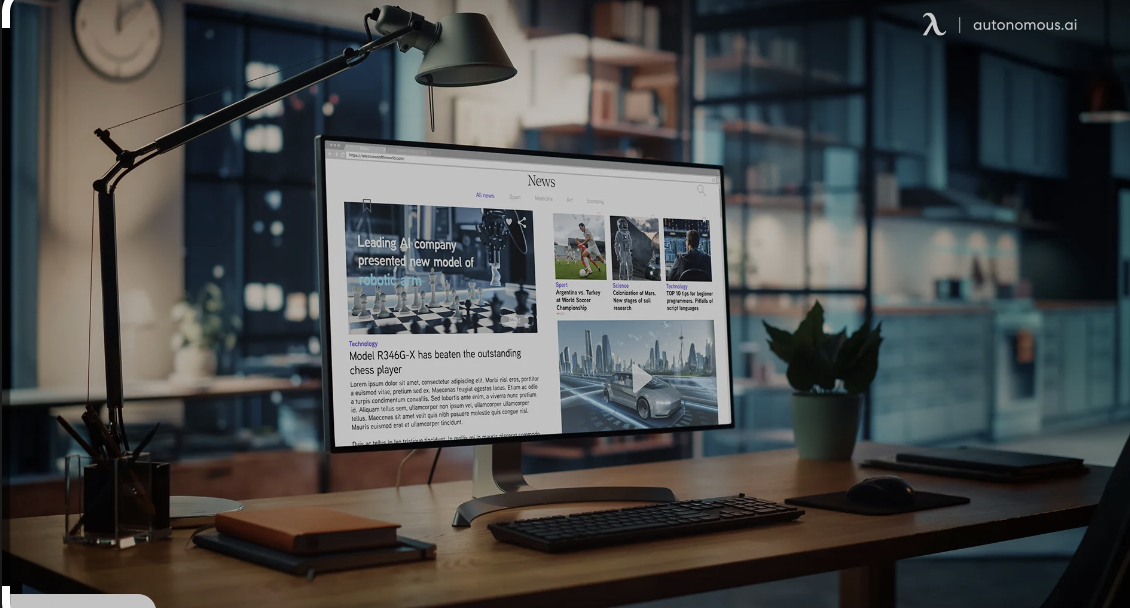 autonomous.ai
News
All news
Sport
Medicine
Art
Economy
Leading AI company
presented new model of
robotic arm
Technology
Model R346G-X has beaten the outstanding
chess player
Lorem ipsum dolor sit amet, consectetur adipiscing elit. Morbi nisi eros, porttitor
a euismod vitae, pretium sed ex. Maecenas feugiat egestas lacus. Etiam ac odio
a turpis condimentum convallis. Sed lobortis ante enim, a viverra nunc pretium
id. Aliquam tellus sem, ullamcorper non ipsum vel, ullamcorper ullamcorper
tellus. Maecenas sit amet velit quis nibh posuere molestie quis congue nisl.
Mauris euismod erat et ullamcorper tincidunt.
Sport
Argentina vs. Turkey
at World Soccer
Championship
Science
Colonization of Mars.
New stages of soil
research
Technology
TOP 10 tips for beginner
programmers. Pitfalls of
script languages